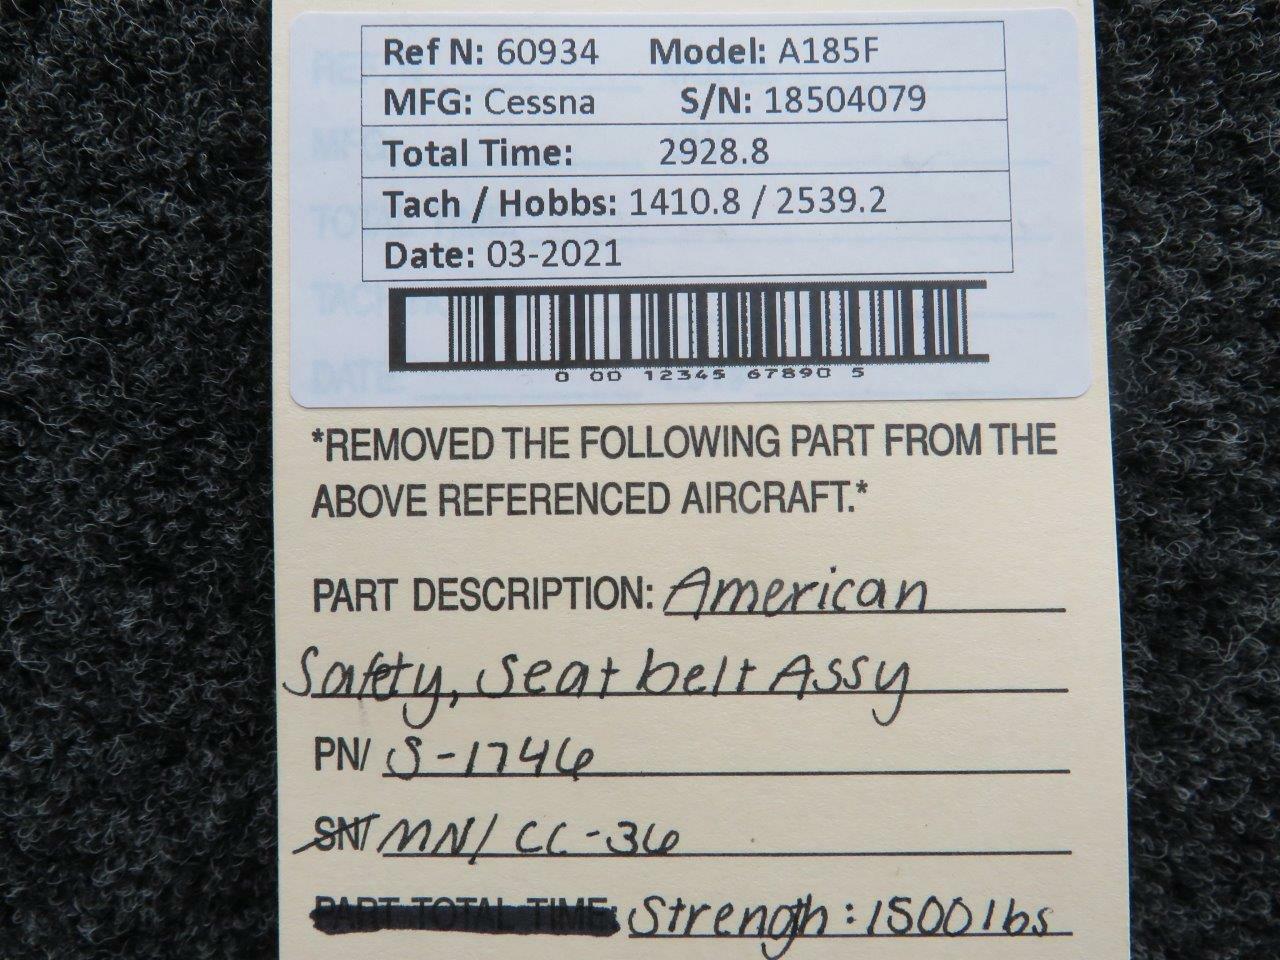 Ref N: 60934 Model: A185F
MFG: Cessna S/N: 18504079
Total Time: 2928.8
Tach / Hobbs: 1410.8 / 2539.2
Date: 03-2021
0 00 12345 67890 5
*REMOVED THE FOLLOWING PART FROM THE
ABOVE REFERENCED AIRCRAFT.*
PART DESCRIPTION: American
Safety, Seat belt Assy
PN/ S-1746
SN/ MN/ CC-36
PART TOTAL TIME: Strength: 1500 lbs